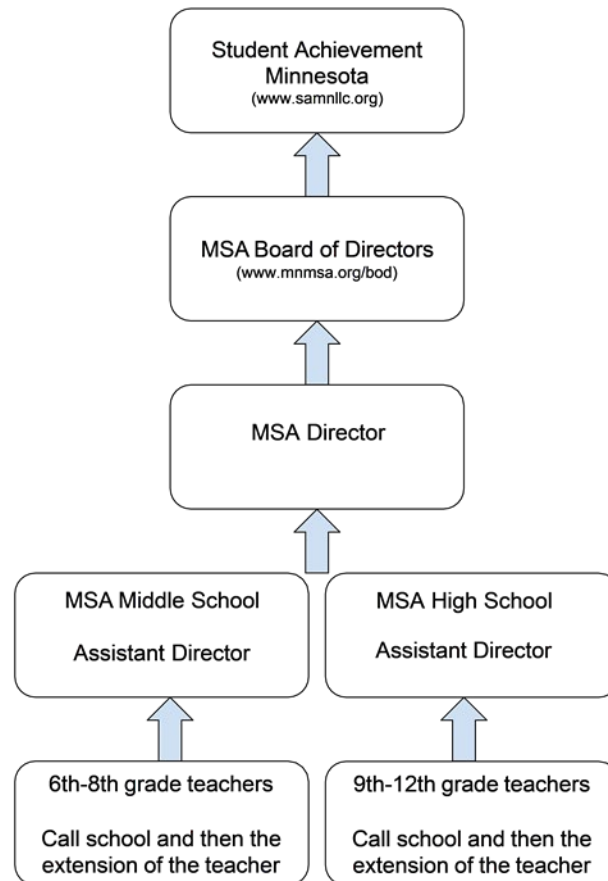 Student Achievement
Minnesota
(www.samnllc.org)
MSA Board of Directors
(www.mnmsa.org/bod)
MSA Director
MSA Middle School
Assistant Director
MSA High School
Assistant Director
6th-8th grade teachers
Call school and then the
extension of the teacher
9th-12th grade teachers
Call school and then the
extension of the teacher